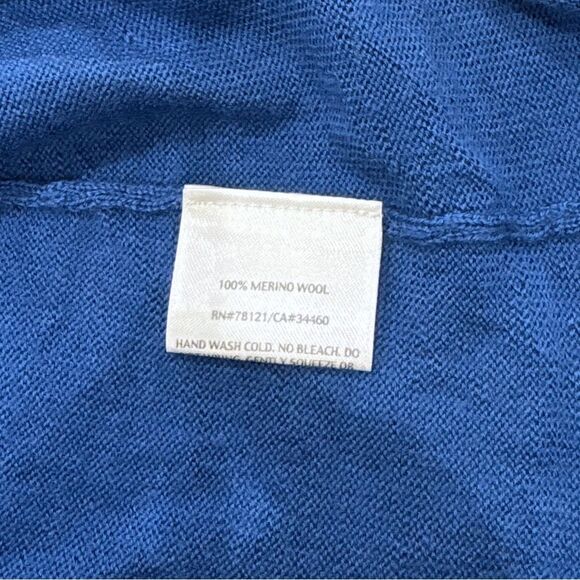 100% MERINO WOOL
RN#78121/CA#34460
HAND WASH COLD. NO BLEACH. DO
GENTLY SQUEEZE OR